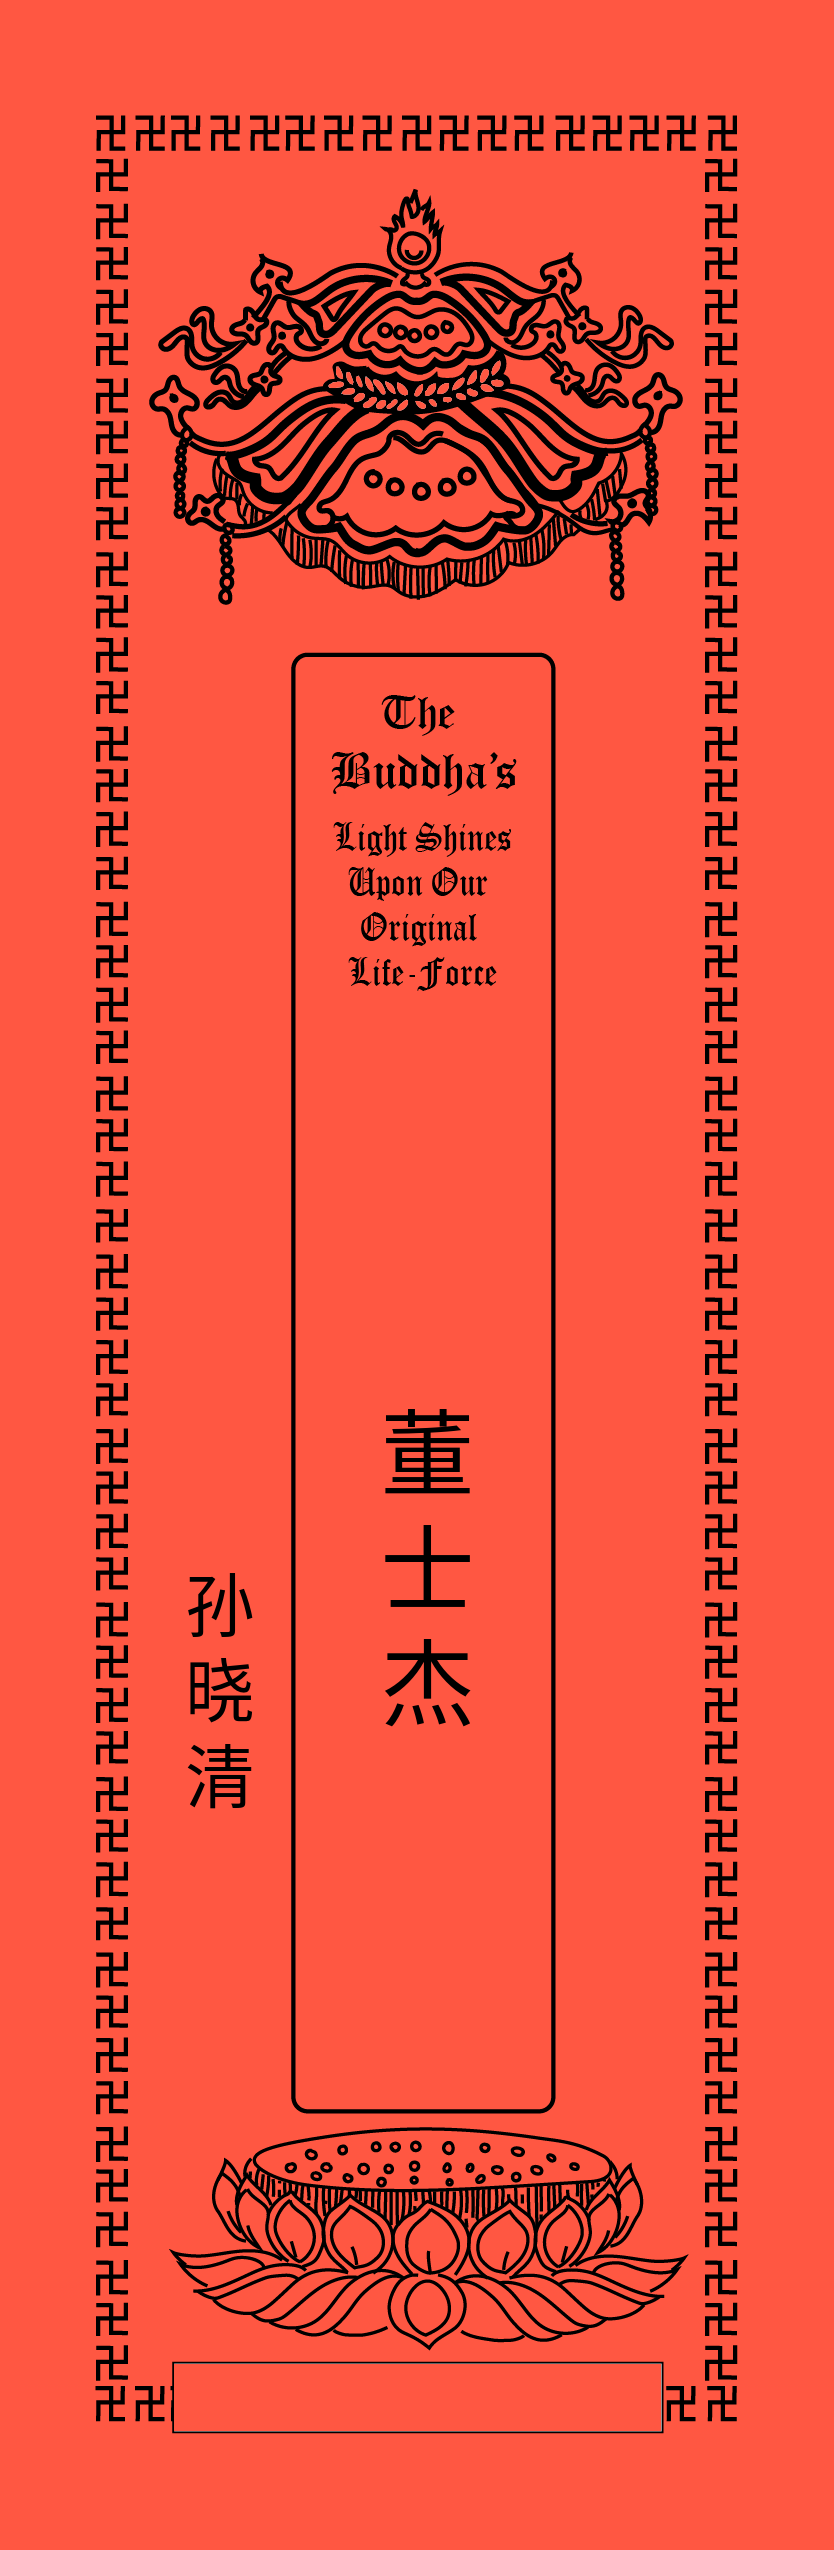 The
Buddha's
Light Shines
Upon Our
Original
Life-Force
董士杰
孙晓清